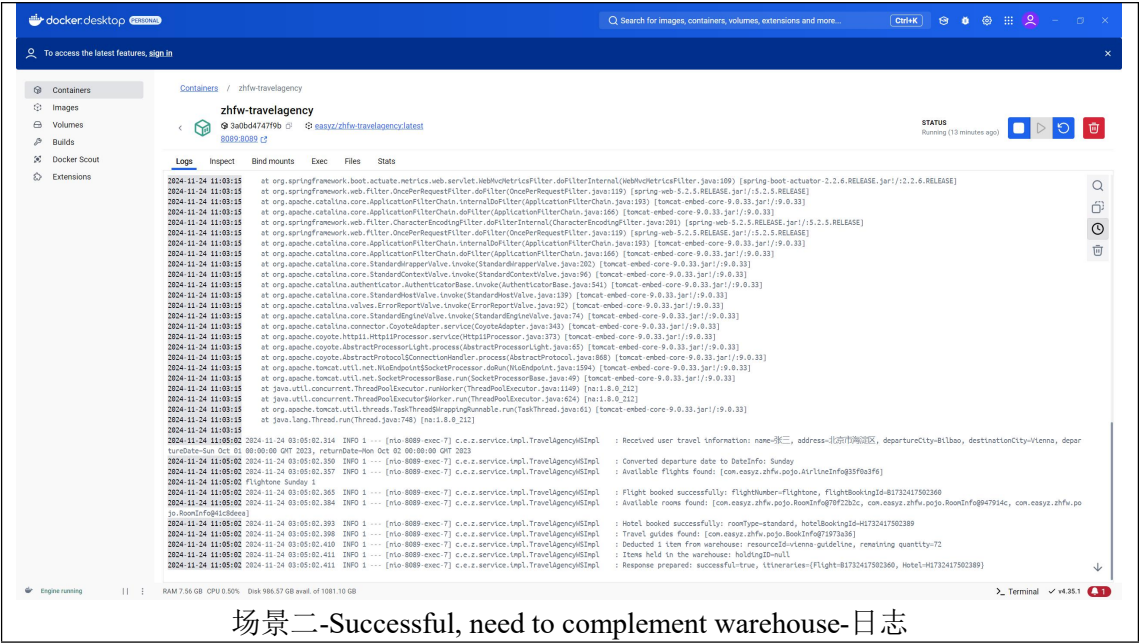 docker desktop PERSONAL
Search for images, containers, volumes, extensions and more... Ctrl+K
To access the latest features, sign in
Containers
Images
Volumes
Builds
Docker Scout
Extensions
Containers / zhfw-travelagency
zhfw-travelagency
3a0bd4747f9b easyz/zhfw-travelagency:latest
8089:8089
STATUS
Running (13 minutes ago)
Logs Inspect Bind mounts Exec Files Stats
2024-11-24 11:03:15 at org.springframework.boot.actuate.metrics.web.servlet.WebMvcMetricsFilter.doFilterInternal(WebMvcMetricsFilter.java:109) [spring-boot-actuator-2.2.6.RELEASE.jar!/:2.2.6.RELEASE]
2024-11-24 11:03:15 at org.springframework.web.filter.OncePerRequestFilter.doFilter(OncePerRequestFilter.java:119) [spring-web-5.2.5.RELEASE.jar!/:5.2.5.RELEASE]
2024-11-24 11:03:15 at org.apache.catalina.core.ApplicationFilterChain.internalDoFilter(ApplicationFilterChain.java:193) [tomcat-embed-core-9.0.33.jar!/:9.0.33]
2024-11-24 11:03:15 at org.apache.catalina.core.ApplicationFilterChain.doFilter(ApplicationFilterChain.java:166) [tomcat-embed-core-9.0.33.jar!/:9.0.33]
2024-11-24 11:03:15 at org.springframework.web.filter.CharacterEncodingFilter.doFilterInternal(CharacterEncodingFilter.java:201) [spring-web-5.2.5.RELEASE.jar!/:5.2.5.RELEASE]
2024-11-24 11:03:15 at org.springframework.web.filter.OncePerRequestFilter.doFilter(OncePerRequestFilter.java:119) [spring-web-5.2.5.RELEASE.jar!/:5.2.5.RELEASE]
2024-11-24 11:03:15 at org.apache.catalina.core.ApplicationFilterChain.internalDoFilter(ApplicationFilterChain.java:193) [tomcat-embed-core-9.0.33.jar!/:9.0.33]
2024-11-24 11:03:15 at org.apache.catalina.core.ApplicationFilterChain.doFilter(ApplicationFilterChain.java:166) [tomcat-embed-core-9.0.33.jar!/:9.0.33]
2024-11-24 11:03:15 at org.apache.catalina.core.StandardWrapperValve.invoke(StandardWrapperValve.java:202) [tomcat-embed-core-9.0.33.jar!/:9.0.33]
2024-11-24 11:03:15 at org.apache.catalina.core.StandardContextValve.invoke(StandardContextValve.java:96) [tomcat-embed-core-9.0.33.jar!/:9.0.33]
2024-11-24 11:03:15 at org.apache.catalina.authenticator.AuthenticatorBase.invoke(AuthenticatorBase.java:541) [tomcat-embed-core-9.0.33.jar!/:9.0.33]
2024-11-24 11:03:15 at org.apache.catalina.core.StandardHostValve.invoke(StandardHostValve.java:139) [tomcat-embed-core-9.0.33.jar!/:9.0.33]
2024-11-24 11:03:15 at org.apache.catalina.valves.ErrorReportValve.invoke(ErrorReportValve.java:92) [tomcat-embed-core-9.0.33.jar!/:9.0.33]
2024-11-24 11:03:15 at org.apache.catalina.core.StandardEngineValve.invoke(StandardEngineValve.java:74) [tomcat-embed-core-9.0.33.jar!/:9.0.33]
2024-11-24 11:03:15 at org.apache.catalina.connector.CoyoteAdapter.service(CoyoteAdapter.java:343) [tomcat-embed-core-9.0.33.jar!/:9.0.33]
2024-11-24 11:03:15 at org.apache.coyote.http11.Http11Processor.service(Http11Processor.java:373) [tomcat-embed-core-9.0.33.jar!/:9.0.33]
2024-11-24 11:03:15 at org.apache.coyote.AbstractProcessorLight.process(AbstractProcessorLight.java:65) [tomcat-embed-core-9.0.33.jar!/:9.0.33]
2024-11-24 11:03:15 at org.apache.coyote.AbstractProtocol$ConnectionHandler.process(AbstractProtocol.java:868) [tomcat-embed-core-9.0.33.jar!/:9.0.33]
2024-11-24 11:03:15 at org.apache.tomcat.util.net.NioEndpoint$SocketProcessor.doRun(NioEndpoint.java:1594) [tomcat-embed-core-9.0.33.jar!/:9.0.33]
2024-11-24 11:03:15 at org.apache.tomcat.util.net.SocketProcessorBase.run(SocketProcessorBase.java:49) [tomcat-embed-core-9.0.33.jar!/:9.0.33]
2024-11-24 11:03:15 at java.util.concurrent.ThreadPoolExecutor.runWorker(ThreadPoolExecutor.java:1149) [na:1.8.0_212]
2024-11-24 11:03:15 at java.util.concurrent.ThreadPoolExecutor$Worker.run(ThreadPoolExecutor.java:624) [na:1.8.0_212]
2024-11-24 11:03:15 at org.apache.tomcat.util.threads.TaskThread$WrappingRunnable.run(TaskThread.java:61) [tomcat-embed-core-9.0.33.jar!/:9.0.33]
2024-11-24 11:03:15 at java.lang.Thread.run(Thread.java:748) [na:1.8.0_212]
2024-11-24 11:03:15
2024-11-24 11:05:02 2024-11-24 03:05:02.314 INFO 1 --- [nio-8089-exec-7] c.e.z.service.impl.TravelAgencyWSImpl : Received user travel information: name=张三, address=北京市海淀区, departureCity=Bilbao, destinationCity=Vienna, depar
tureDate=Sun Oct 01 00:00:00 GMT 2023, returnDate=Mon Oct 02 00:00:00 GMT 2023
2024-11-24 11:05:02 2024-11-24 03:05:02.350 INFO 1 --- [nio-8089-exec-7] c.e.z.service.impl.TravelAgencyWSImpl : Converted departure date to DateInfo: Sunday
2024-11-24 11:05:02 2024-11-24 03:05:02.357 INFO 1 --- [nio-8089-exec-7] c.e.z.service.impl.TravelAgencyWSImpl : Available flights found: [com.easyz.zhfw.pojo.AirlineInfo@35f0a3f6]
2024-11-24 11:05:02 flightone Sunday 1
2024-11-24 11:05:02 2024-11-24 03:05:02.365 INFO 1 --- [nio-8089-exec-7] c.e.z.service.impl.TravelAgencyWSImpl : Flight booked successfully: flightNumber=flightone, flightBookingId=B1732417502360
2024-11-24 11:05:02 2024-11-24 03:05:02.384 INFO 1 --- [nio-8089-exec-7] c.e.z.service.impl.TravelAgencyWSImpl : Available rooms found: [com.easyz.zhfw.pojo.RoomInfo@70f22b2c, com.easyz.zhfw.pojo.RoomInfo@947914c, com.easyz.zhfw.po
jo.RoomInfo@41c8deea]
2024-11-24 11:05:02 2024-11-24 03:05:02.393 INFO 1 --- [nio-8089-exec-7] c.e.z.service.impl.TravelAgencyWSImpl : Hotel booked successfully: roomType=standard, hotelBookingId=H1732417502389
2024-11-24 11:05:02 2024-11-24 03:05:02.398 INFO 1 --- [nio-8089-exec-7] c.e.z.service.impl.TravelAgencyWSImpl : Travel guides found: [com.easyz.zhfw.pojo.BookInfo@71973a36]
2024-11-24 11:05:02 2024-11-24 03:05:02.410 INFO 1 --- [nio-8089-exec-7] c.e.z.service.impl.TravelAgencyWSImpl : Deducted 1 item from warehouse: resourceId=vienna-guideline, remaining quantity=72
2024-11-24 11:05:02 2024-11-24 03:05:02.411 INFO 1 --- [nio-8089-exec-7] c.e.z.service.impl.TravelAgencyWSImpl : Items held in the warehouse: holdingID=null
2024-11-24 11:05:02 2024-11-24 03:05:02.411 INFO 1 --- [nio-8089-exec-7] c.e.z.service.impl.TravelAgencyWSImpl : Response prepared: successful=true, itineraries={Flight=B1732417502360, Hotel=H1732417502389}
Engine running RAM 7.56 GB CPU 0.50% Disk 986.57 GB avail. of 1081.10 GB Terminal v4.35.1 1
场景二-Successful, need to complement warehouse-日志